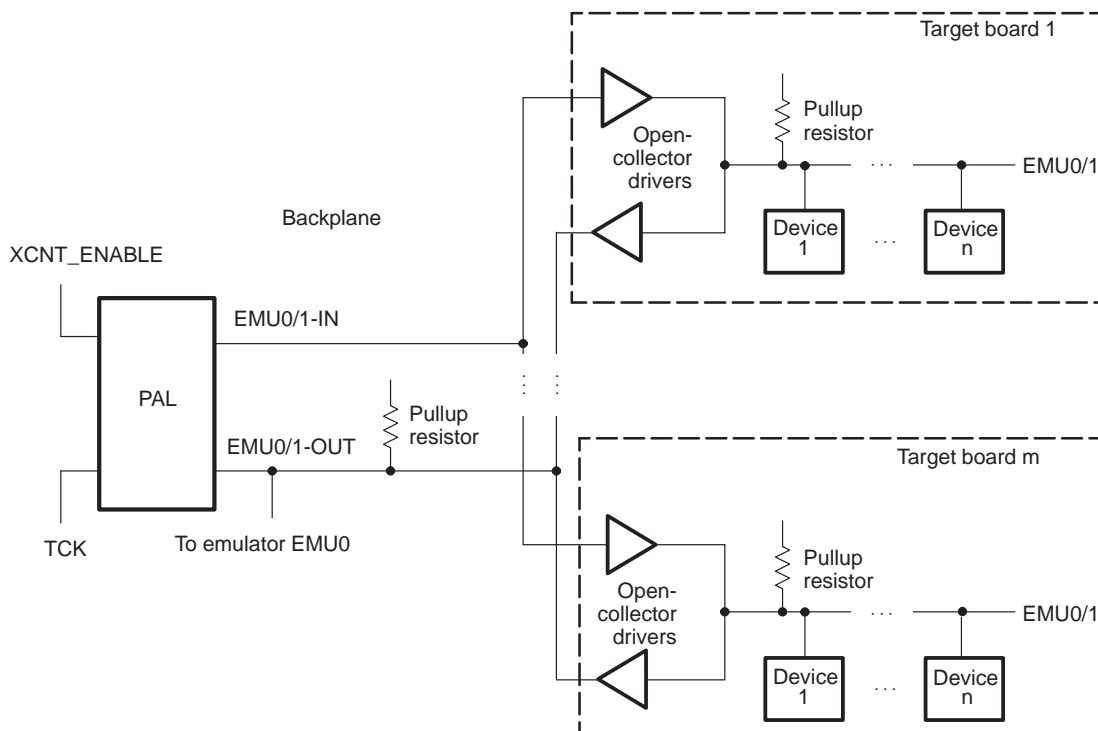 Target board 1
Pullup
resistor
Open-
collector
drivers
EMU0/1
. . .
Device
1
. . .
Device
n
Backplane
XCNT_ENABLE
EMU0/1-IN
PAL
. . .
. . .
Pullup
resistor
EMU0/1-OUT
TCK
To emulator EMU0
Target board m
Pullup
resistor
Open-
collector
drivers
EMU0/1
. . .
Device
1
. . .
Device
n